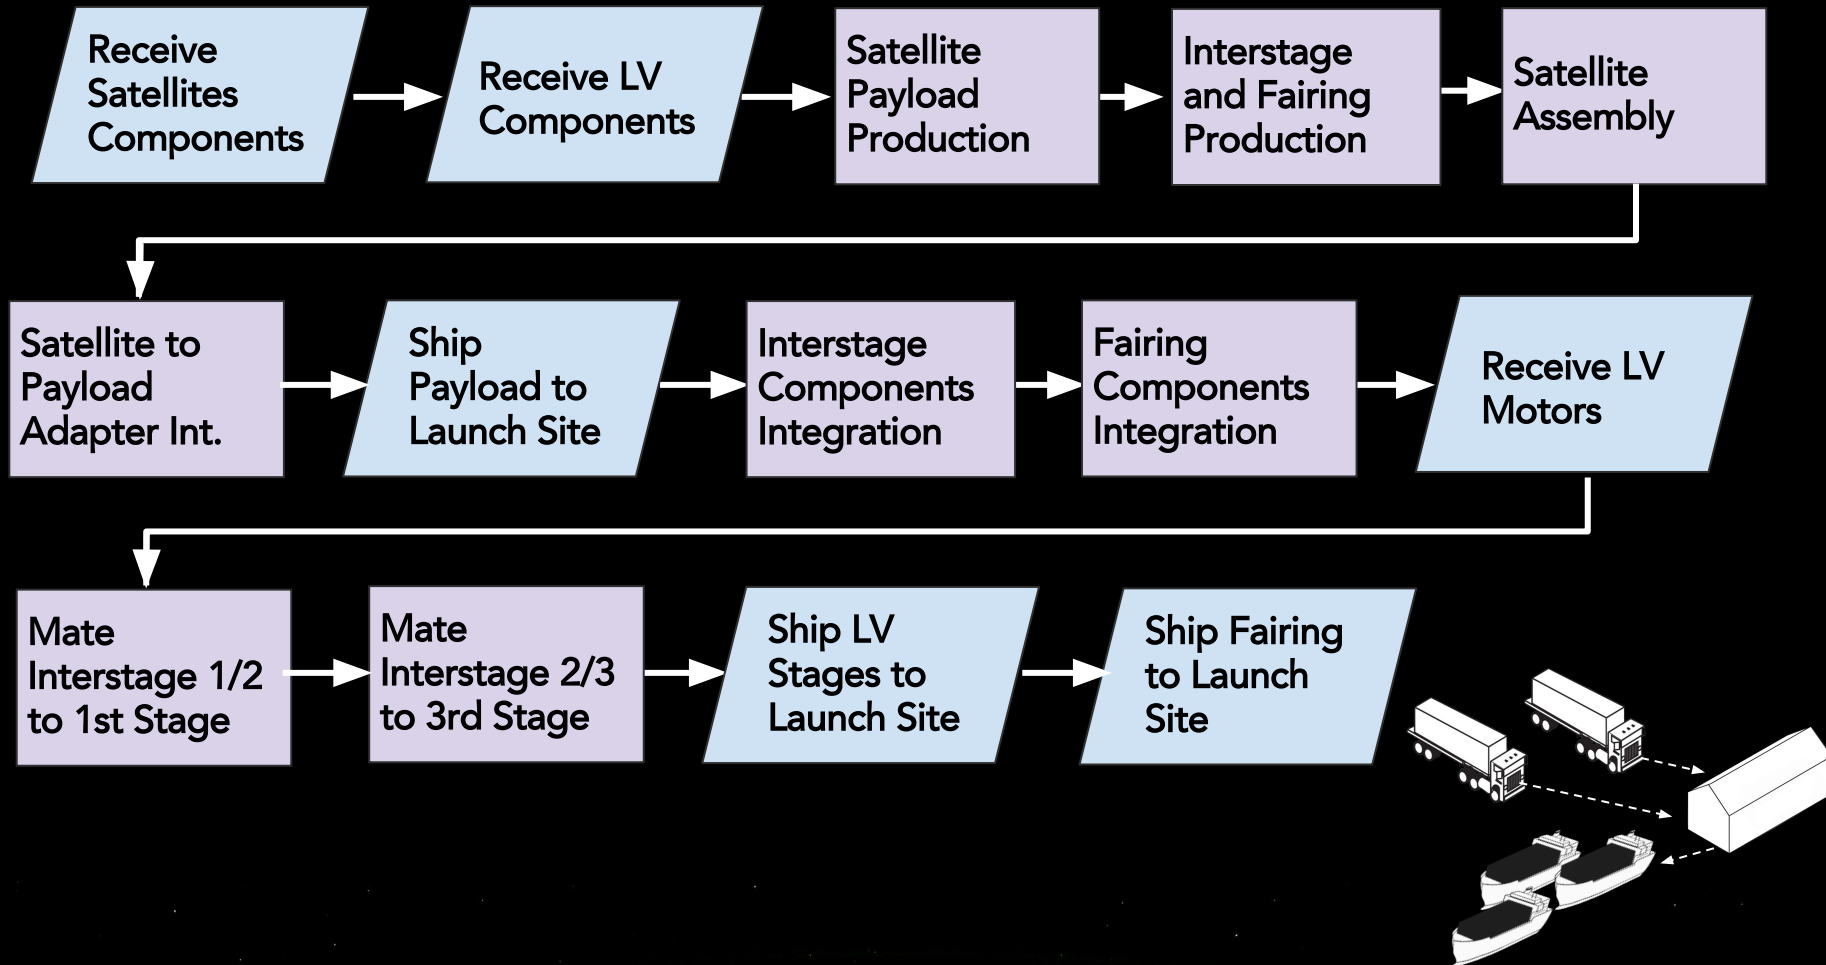 Receive
Satellites
Components
Receive LV
Components
Satellite
Payload
Production
Interstage
and Fairing
Production
Satellite
Assembly
Satellite to
Payload
Adapter Int.
Ship
Payload to
Launch Site
Interstage
Components
Integration
Fairing
Components
Integration
Receive LV
Motors
Mate
Interstage 1/2
to 1st Stage
Mate
Interstage 2/3
to 3rd Stage
Ship LV
Stages to
Launch Site
Ship Fairing
to Launch
Site